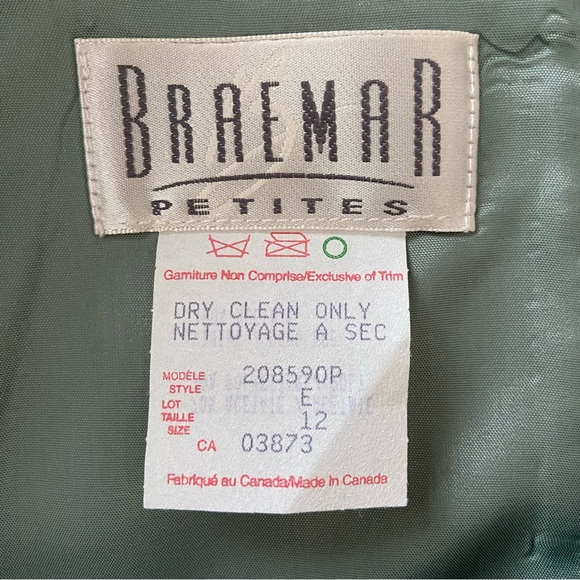 BRAEMAR
PETITES
Garniture Non Comprise/Exclusive of Trim
DRY CLEAN ONLY
NETTOYAGE A SEC
MODÈLE
STYLE 208590P
LOT E
TAILLE
SIZE 12
CA 03873
Fabriqué au Canada/Made in Canada